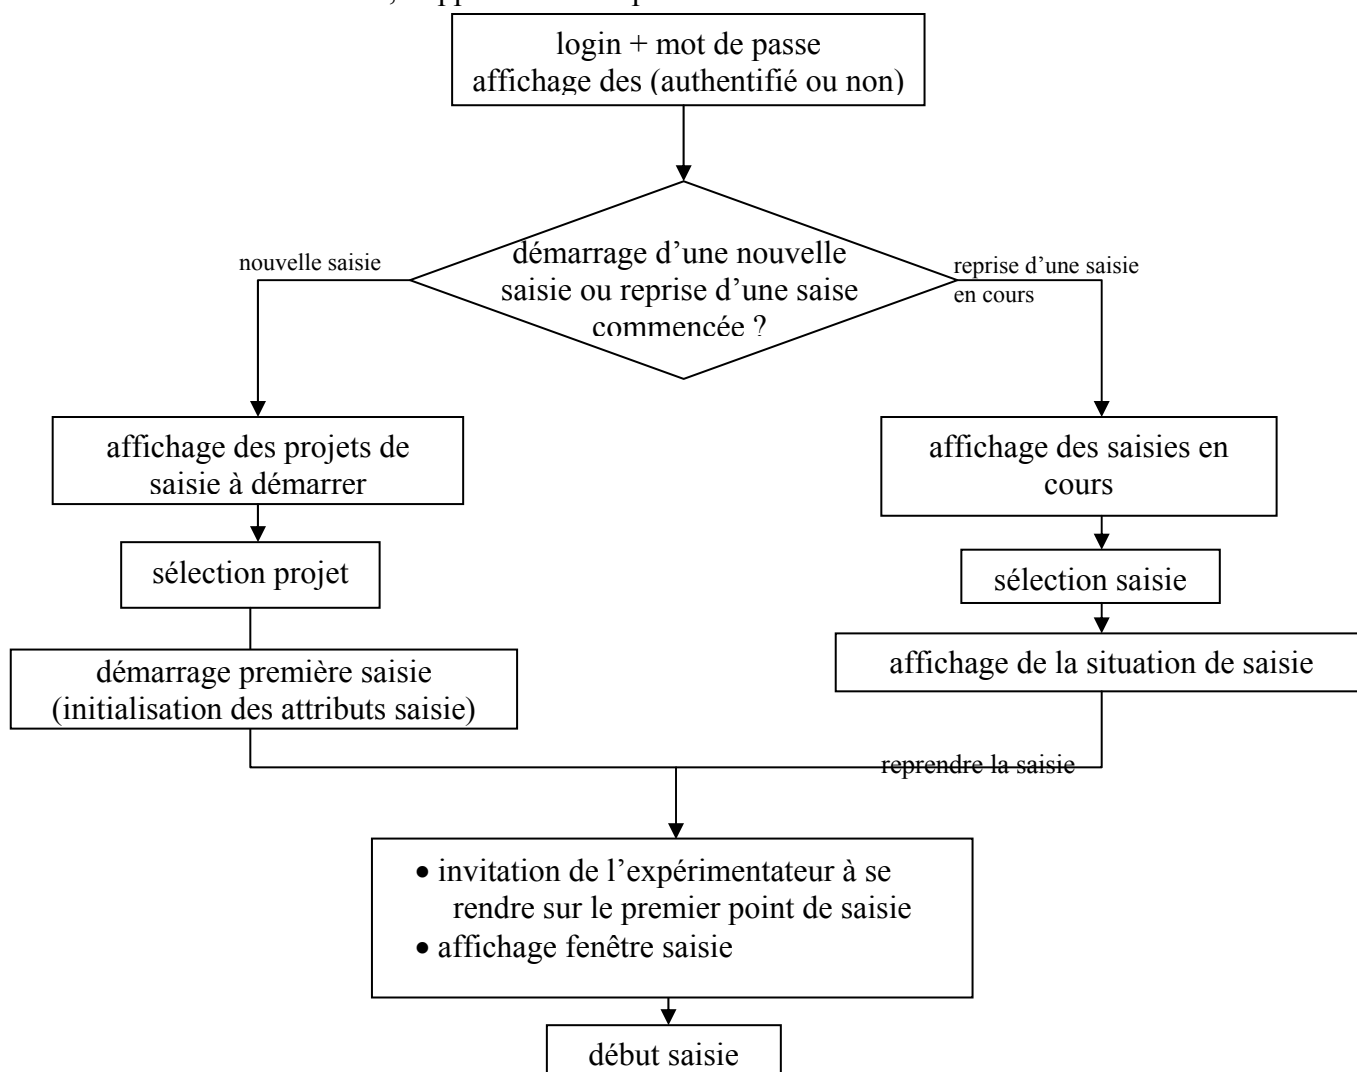 login + mot de passe
affichage des (authentifié ou non)
démarrage d’une nouvelle
saisie ou reprise d’une saise
commencée ?
nouvelle saisie
reprise d’une saisie
en cours
affichage des projets de
saisie à démarrer
affichage des saisies en
cours
sélection projet
sélection saisie
démarrage première saisie
(initialisation des attributs saisie)
affichage de la situation de saisie
reprendre la saisie
• invitation de l’expérimentateur à se
rendre sur le premier point de saisie
• affichage fenêtre saisie
début saisie